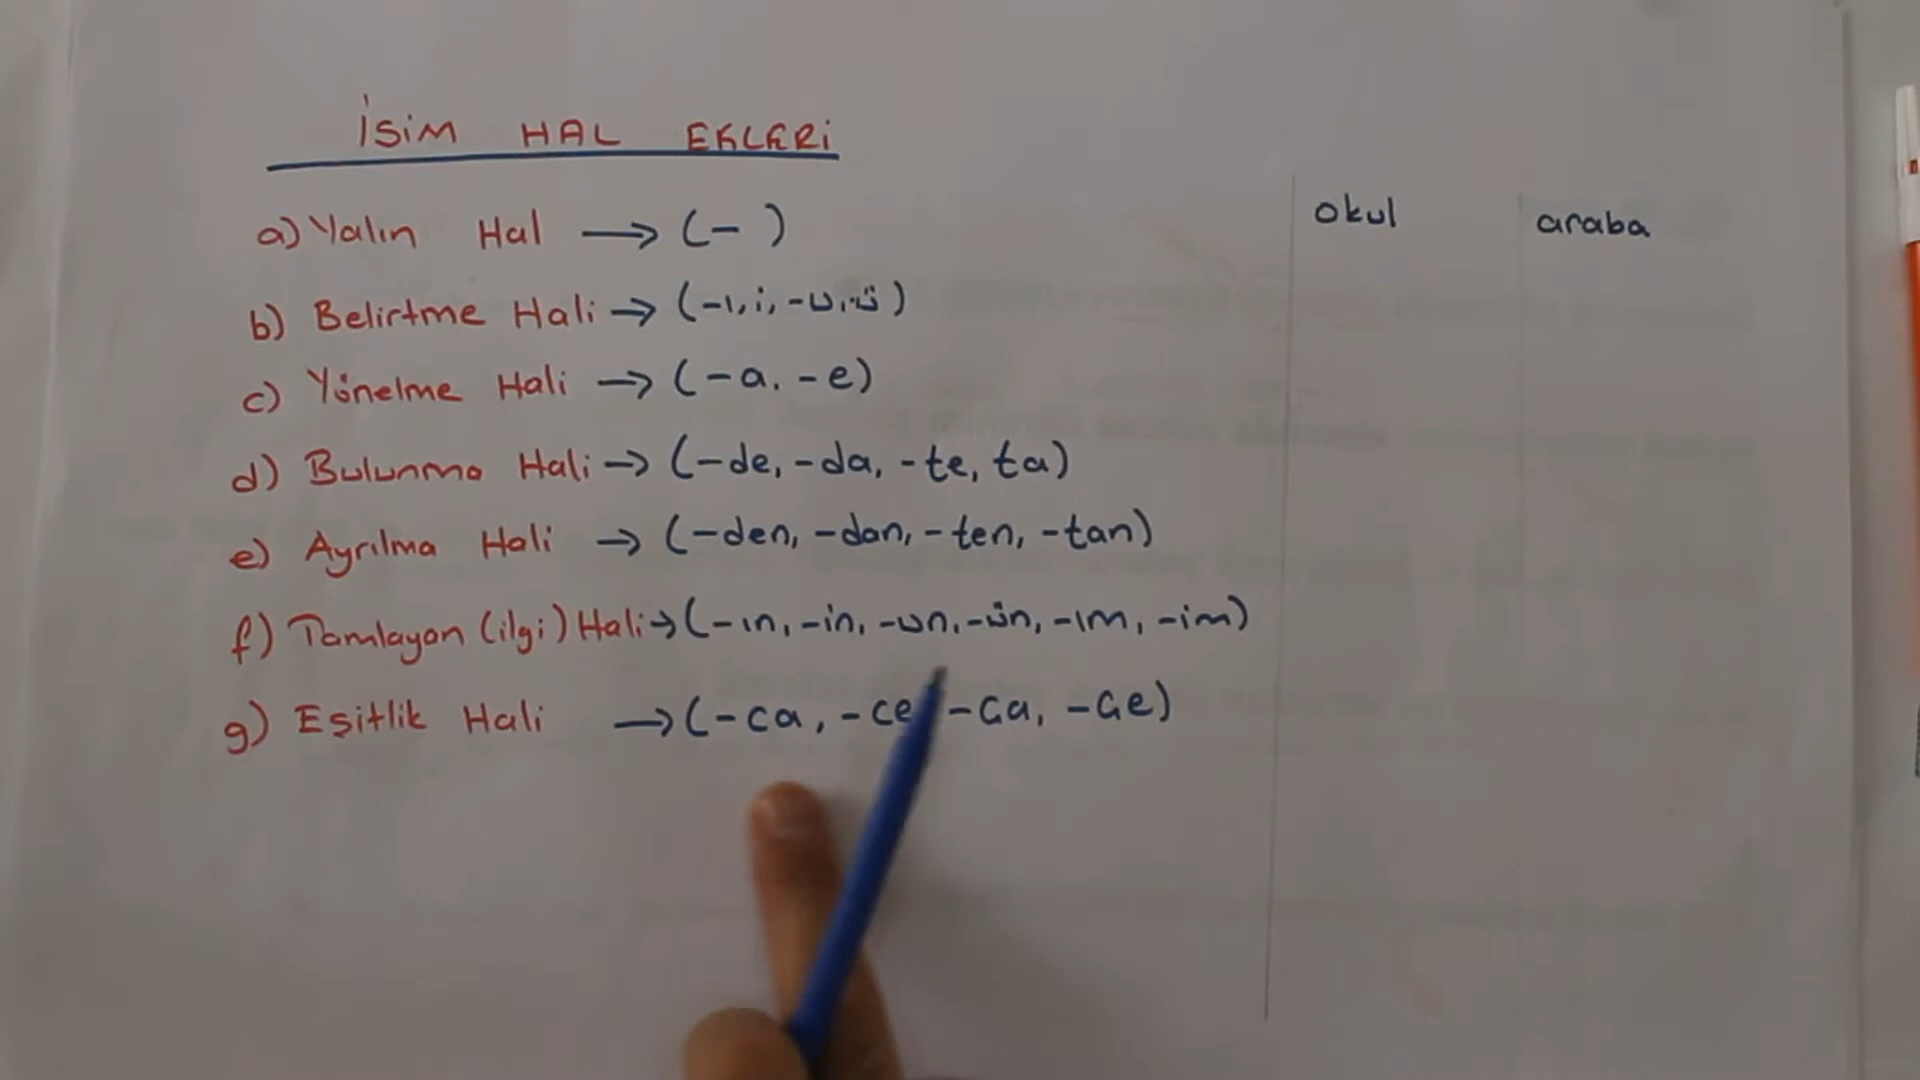 İSİM HAL EKLERİ
okul araba
a) Yalın Hal → (- )
b) Belirtme Hali → (-ı, i, -u, -ü)
c) Yönelme Hali → (-a, -e)
d) Bulunma Hali → (-de, -da, -te, ta)
e) Ayrılma Hali → (-den, -dan, -ten, -tan)
f) Tamlayan (ilgi) Hali → (-ın, -in, -un, -ün, -ım, -im)
g) Eşitlik Hali → (-ca, -ce -ça, -çe)